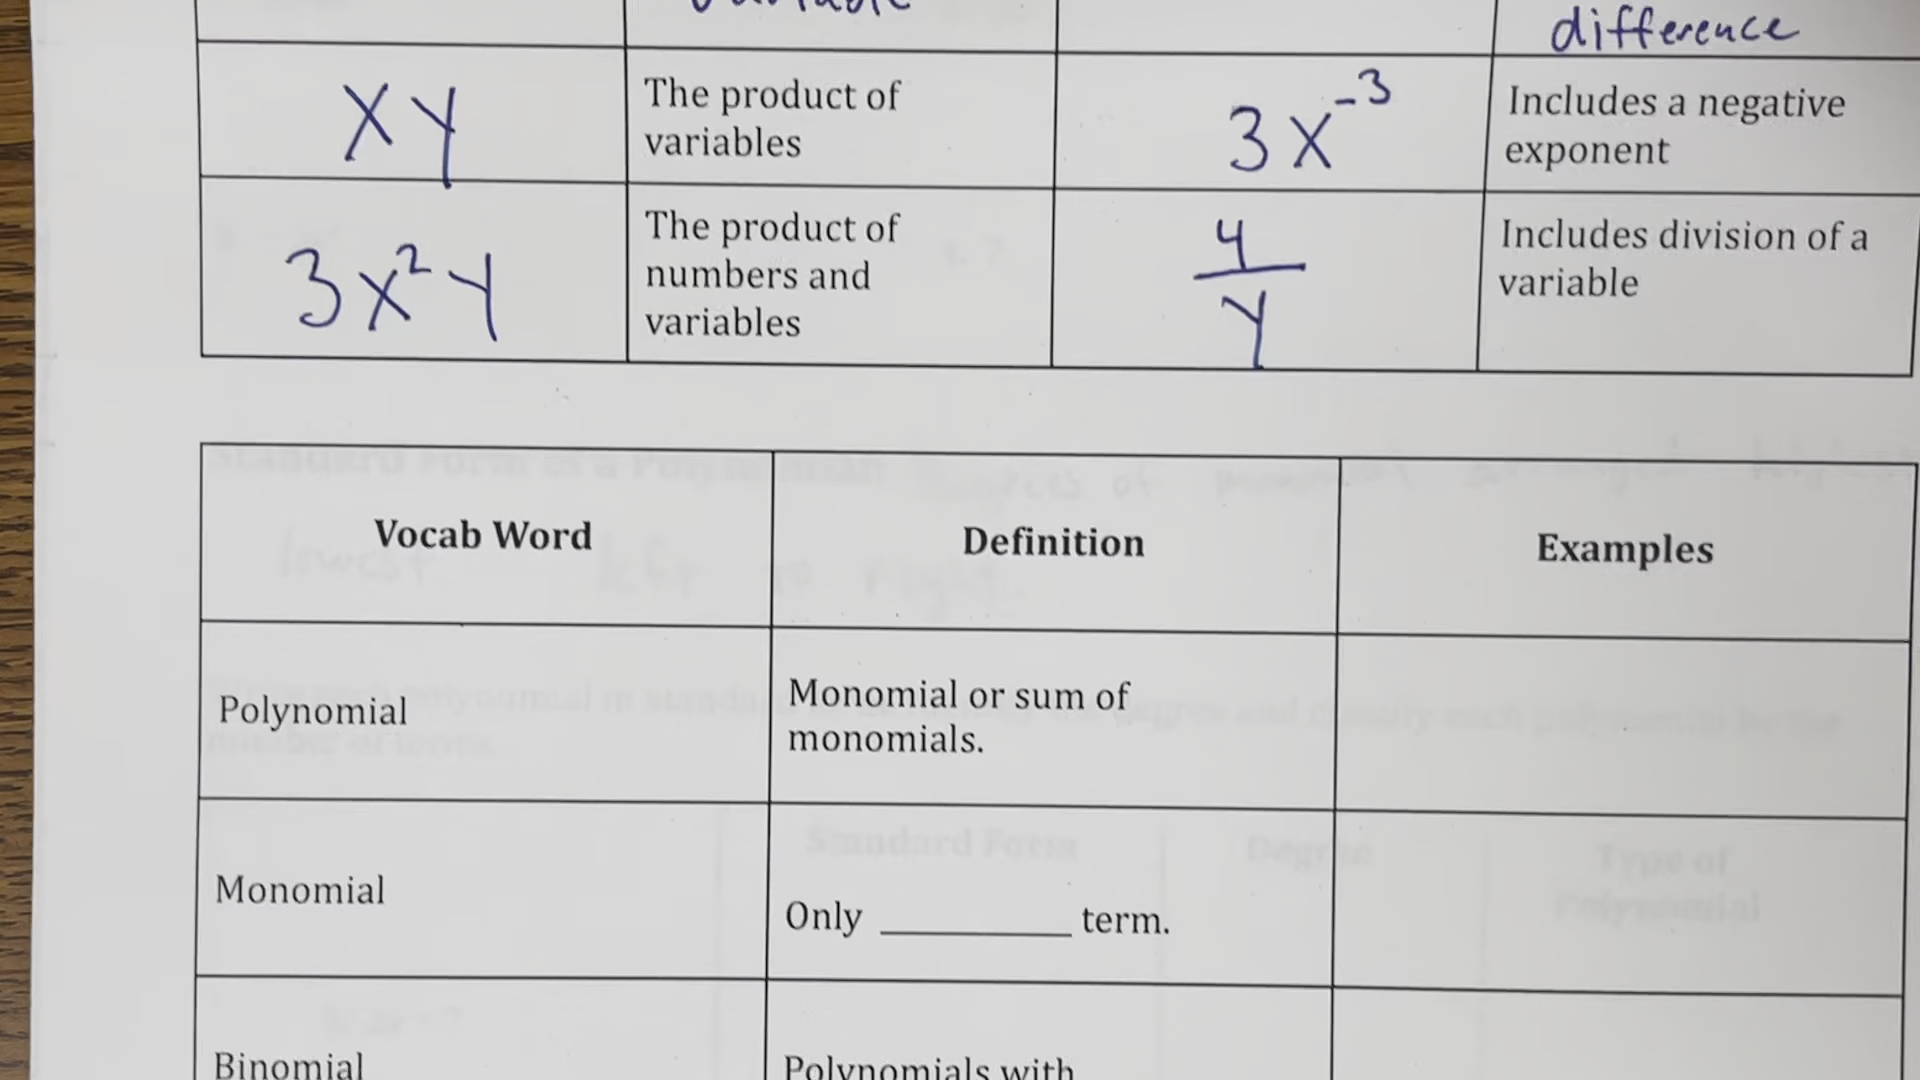 difference
XY
The product of
variables
3x^-3
Includes a negative
exponent
3x²y
The product of
numbers and
variables
4
y
Includes division of a
variable
Vocab Word
Definition
Examples
Polynomial
Monomial or sum of
monomials.
Monomial
Only __________ term.
Binomial
Polynomials with